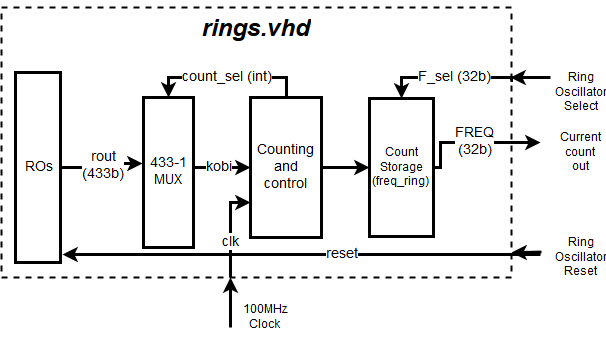 rings.vhd
count_sel (int)
F_sel (32b)
Ring
Oscillator
Select
ROs
rout
(433b)
433-1
MUX
kobi
Counting
and
control
Count
Storage
(freq_ring)
FREQ
(32b)
Current
count
out
clk
reset
Ring
Oscillator
Reset
100MHz
Clock